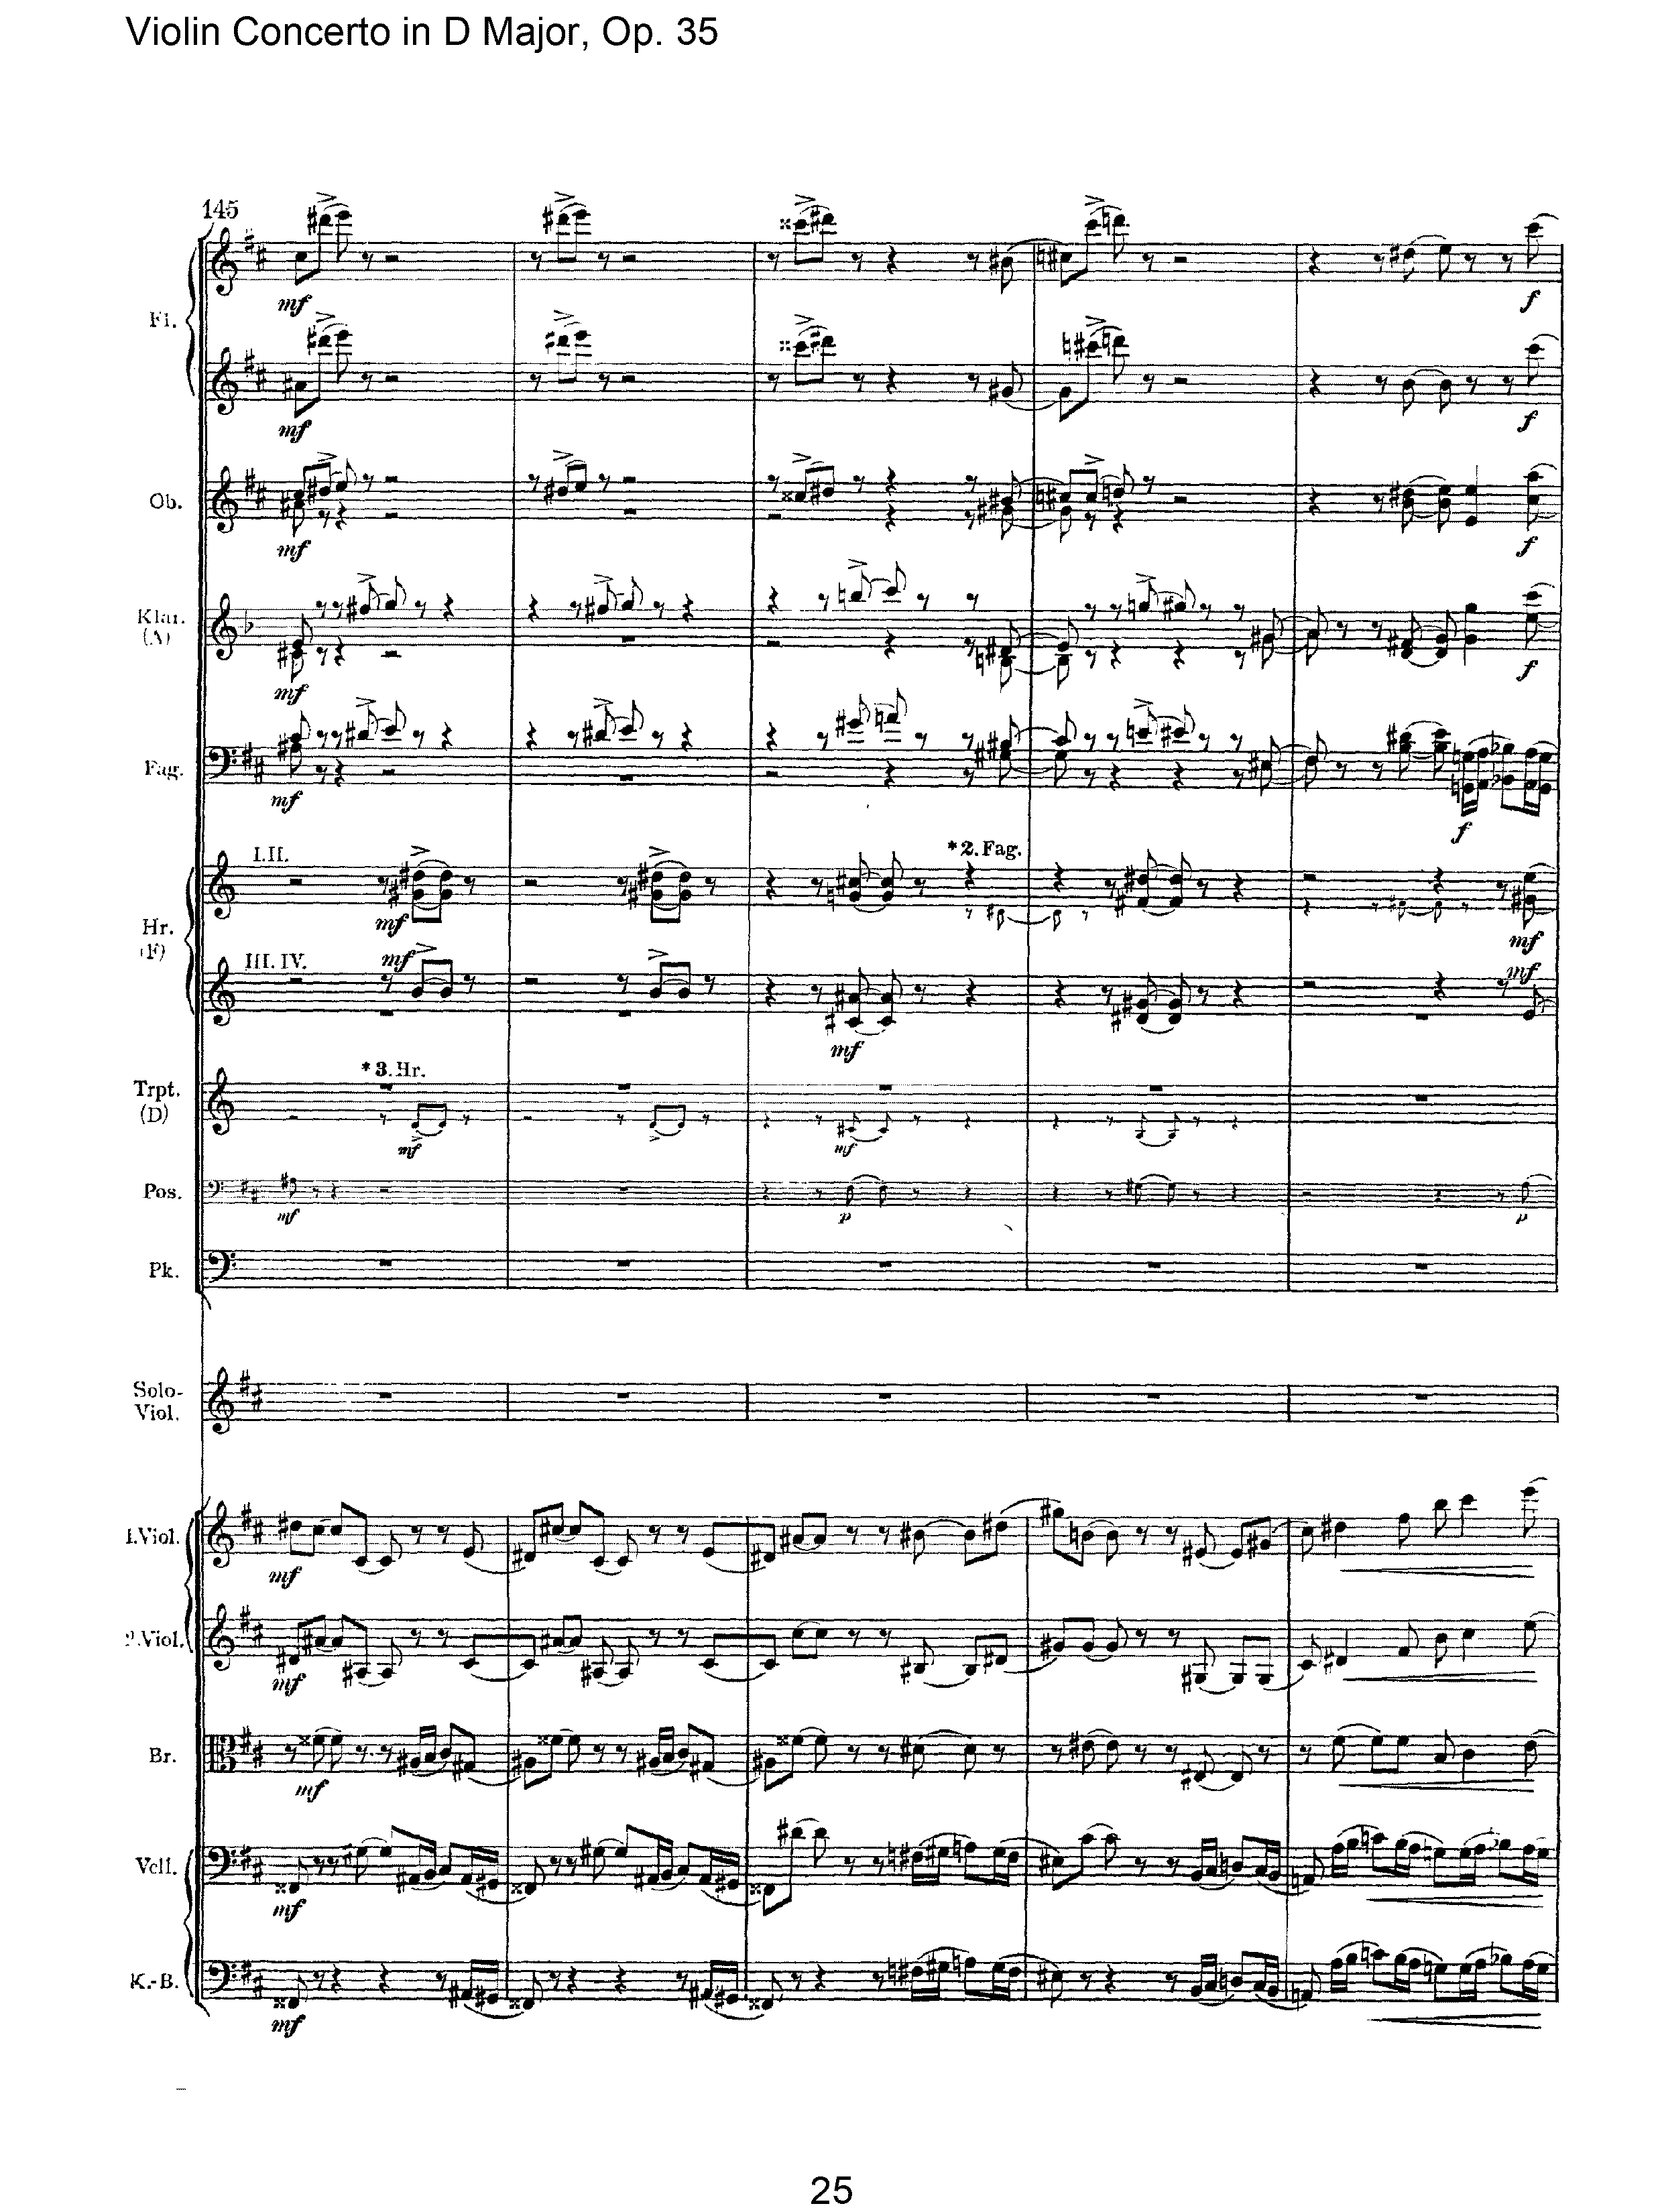 Violin Concerto in D Major, Op. 35
145
mf
Fl.
f
mf
f
Ob.
mf
f
Klar.
(A)
mf
f
Fag.
mf
f
I.II.
*2. Fag.
mf
Hr.
(F)
mf
III. IV.
mf
mf
mf
*3. Hr.
Trpt.
(D)
mf
mf
Pos.
mf
p
p
Pk.
Solo-
Viol.
1.Viol.
mf
2.Viol.
mf
Br.
mf
Vcll.
mf
K.-B.
mf
25